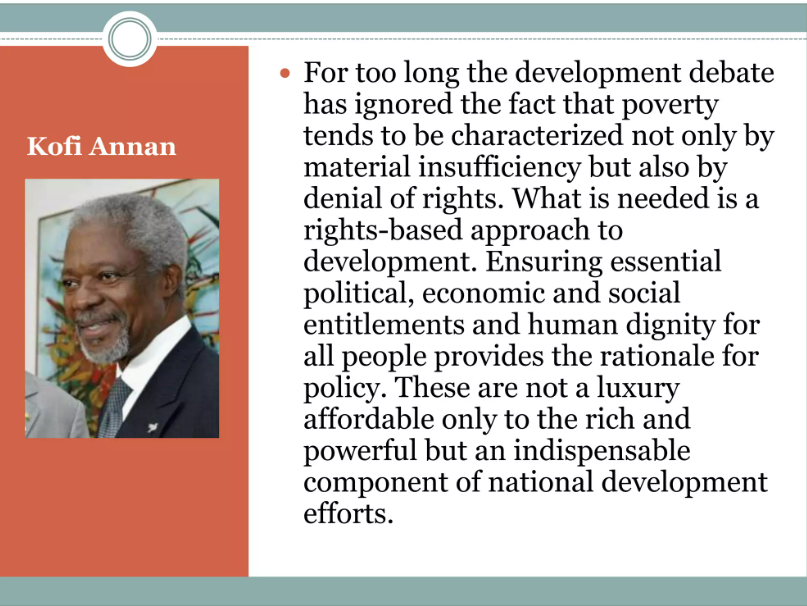 Kofi Annan
• For too long the development debate
has ignored the fact that poverty
tends to be characterized not only by
material insufficiency but also by
denial of rights. What is needed is a
rights-based approach to
development. Ensuring essential
political, economic and social
entitlements and human dignity for
all people provides the rationale for
policy. These are not a luxury
affordable only to the rich and
powerful but an indispensable
component of national development
efforts.